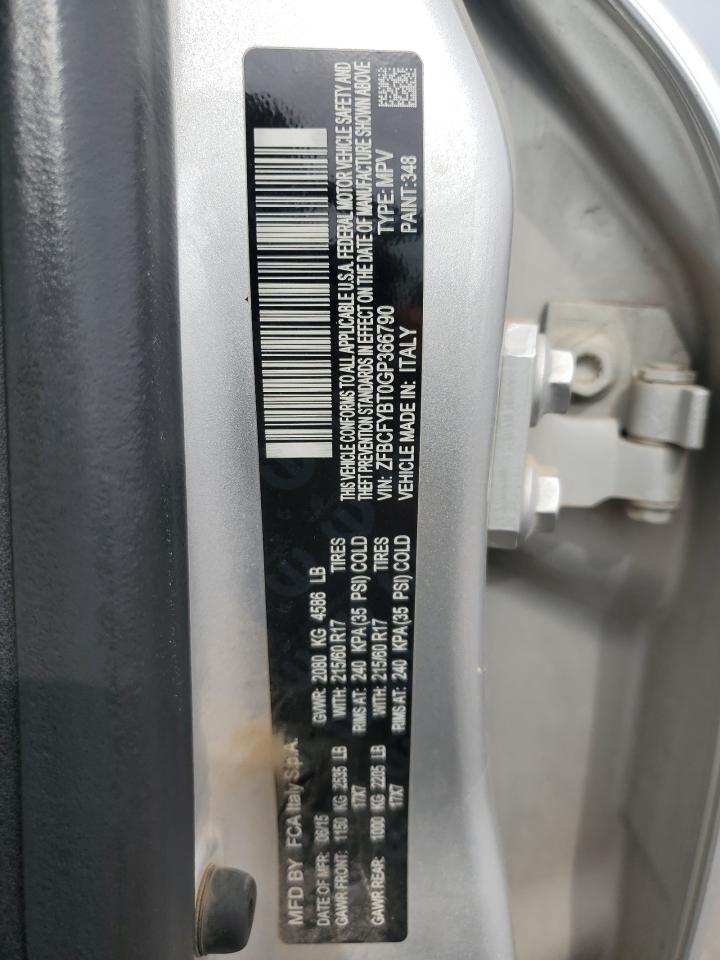 MFD BY FCA Italy S.p.A.
DATE OF MFR: 06/15 GVWR: 2080 KG 4586 LB
GAWR FRONT: 1150 KG 2535 LB WITH: 215/60 R17 TIRES
17X7 RIMS AT: 240 KPA(35 PSI) COLD
GAWR REAR: 1000 KG 2205 LB WITH: 215/60 R17 TIRES
17X7 RIMS AT: 240 KPA(35 PSI) COLD
THIS VEHICLE CONFORMS TO ALL APPLICABLE U.S.A. FEDERAL MOTOR VEHICLE SAFETY AND
THEFT PREVENTION STANDARDS IN EFFECT ON THE DATE OF MANUFACTURE SHOWN ABOVE
VIN: ZFBCFYBT0GP366790 TYPE: MPV
VEHICLE MADE IN: ITALY PAINT: 348